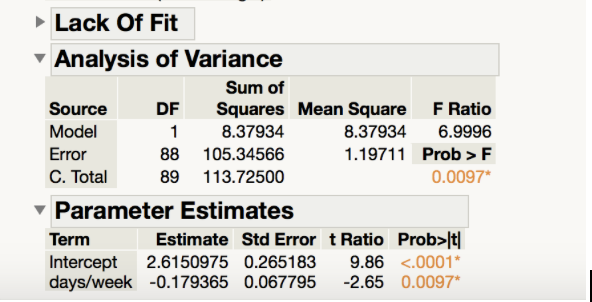 Lack Of Fit
Analysis of Variance
Sum of
Source DF Squares Mean Square F Ratio
Model 1 8.37934 8.37934 6.9996
Error 88 105.34566 1.19711 Prob > F
C. Total 89 113.72500 0.0097*
Parameter Estimates
Term Estimate Std Error t Ratio Prob>|t|
Intercept 2.6150975 0.265183 9.86 <.0001*
days/week -0.179365 0.067795 -2.65 0.0097*